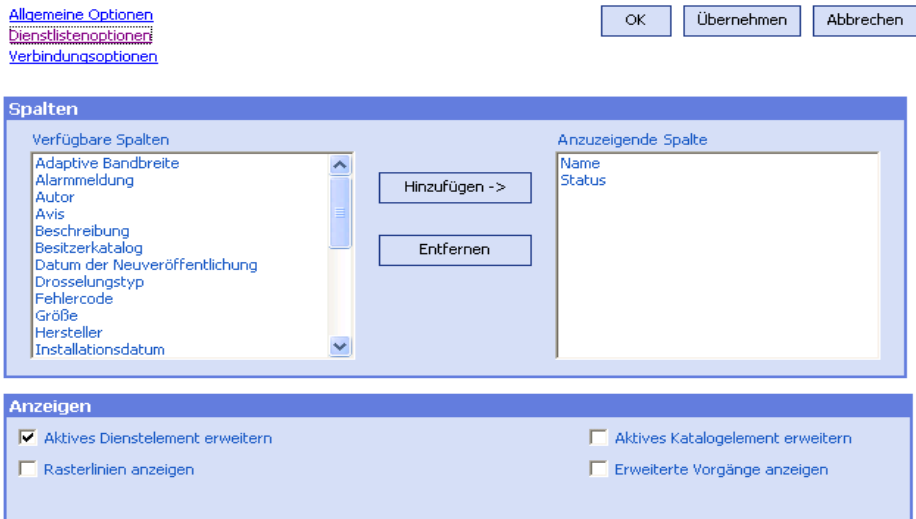 Allgemeine Optionen
Dienstlistenoptionen
Verbindungsoptionen
OK
Übernehmen
Abbrechen
Spalten
Verfügbare Spalten
Adaptive Bandbreite
Alarmmeldung
Autor
Avis
Beschreibung
Besitzerkatalog
Datum der Neuveröffentlichung
Drosselungstyp
Fehlercode
Größe
Hersteller
Installationsdatum
Hinzufügen ->
Entfernen
Anzuzeigende Spalte
Name
Status
Anzeigen
Aktives Dienstelement erweitern
Aktives Katalogelement erweitern
Rasterlinien anzeigen
Erweiterte Vorgänge anzeigen